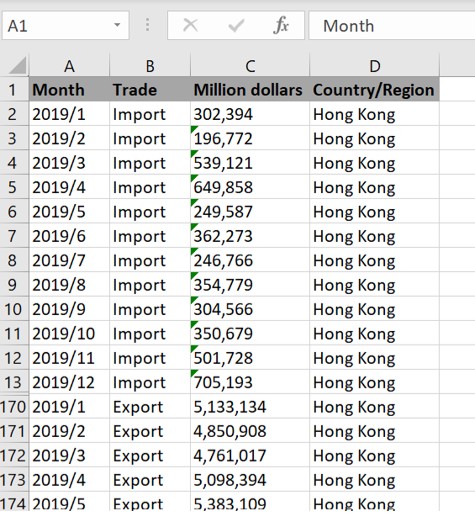 A1 fx Month
A B C D
1 Month Trade Million dollars Country/Region
2 2019/1 Import 302,394 Hong Kong
3 2019/2 Import 196,772 Hong Kong
4 2019/3 Import 539,121 Hong Kong
5 2019/4 Import 649,858 Hong Kong
6 2019/5 Import 249,587 Hong Kong
7 2019/6 Import 362,273 Hong Kong
8 2019/7 Import 246,766 Hong Kong
9 2019/8 Import 354,779 Hong Kong
10 2019/9 Import 304,566 Hong Kong
11 2019/10 Import 350,679 Hong Kong
12 2019/11 Import 501,728 Hong Kong
13 2019/12 Import 705,193 Hong Kong
170 2019/1 Export 5,133,134 Hong Kong
171 2019/2 Export 4,850,908 Hong Kong
172 2019/3 Export 4,761,017 Hong Kong
173 2019/4 Export 5,098,394 Hong Kong
174 2019/5 Export 5,383,109 Hong Kong